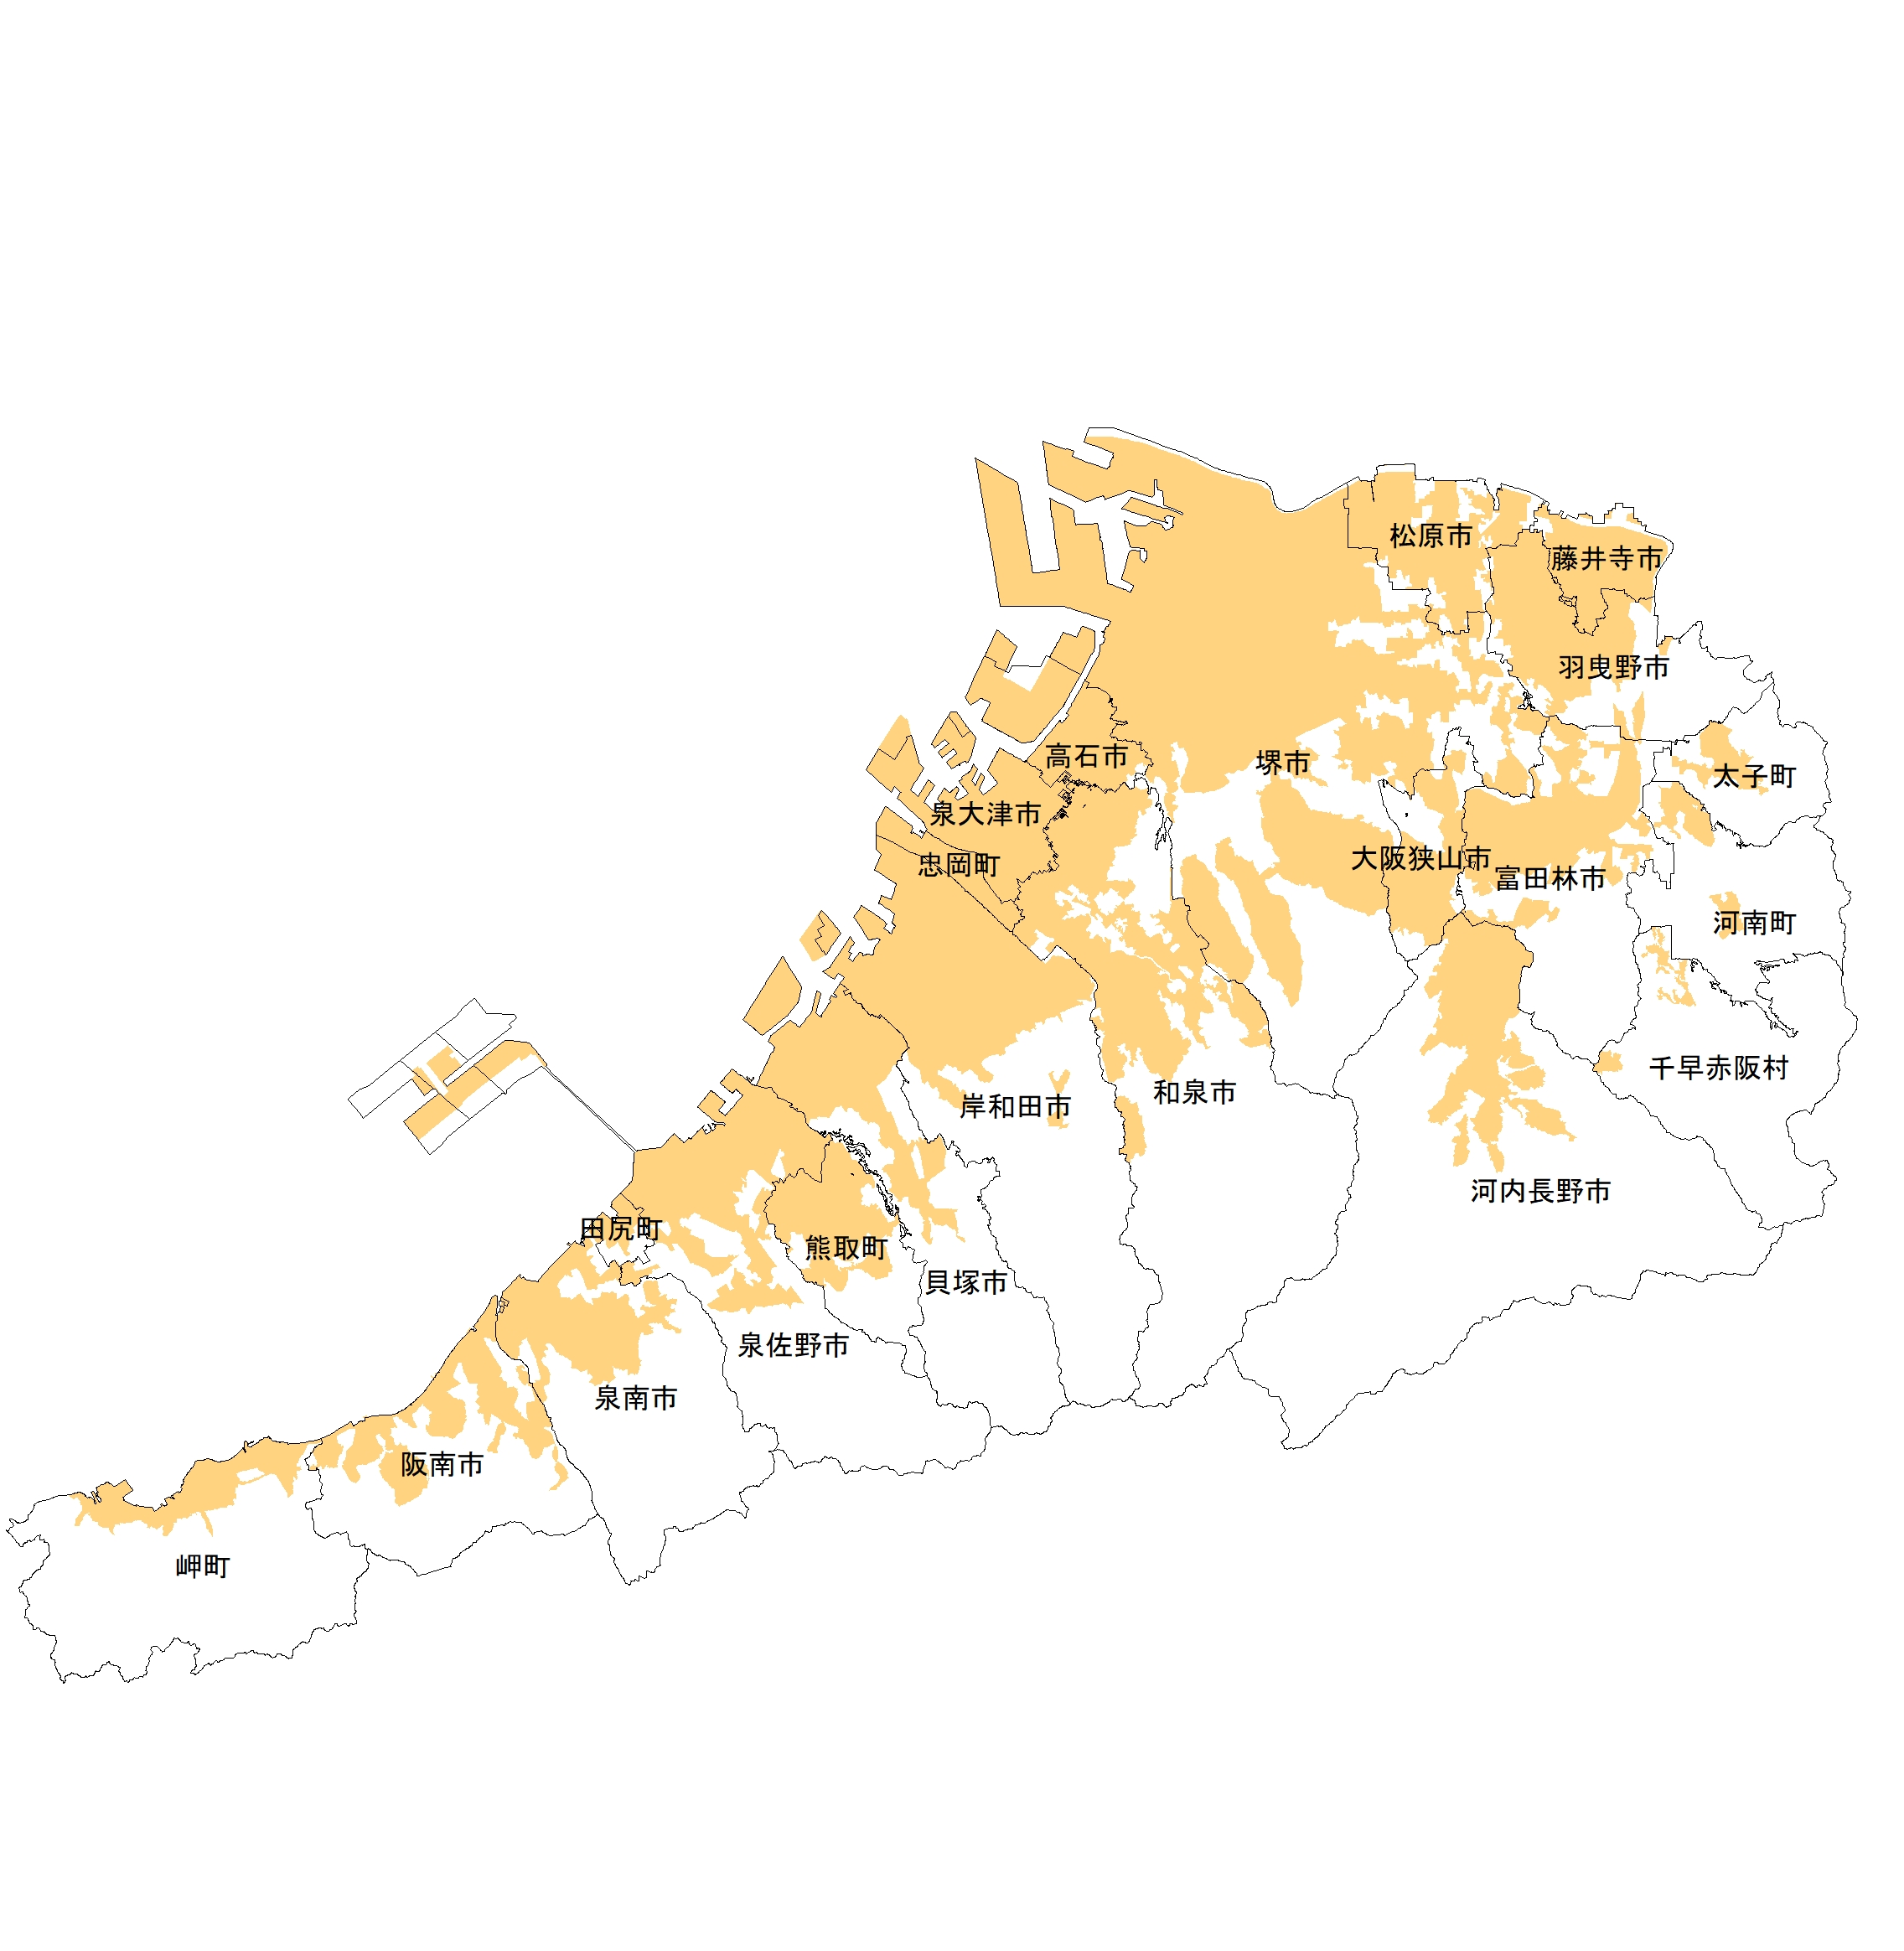 松原市
藤井寺市
羽曳野市
高石市
堺市
太子町
泉大津市
忠岡町
大阪狭山市
富田林市
河南町
千早赤阪村
和泉市
岸和田市
河内長野市
田尻町
熊取町
貝塚市
泉佐野市
泉南市
阪南市
岬町